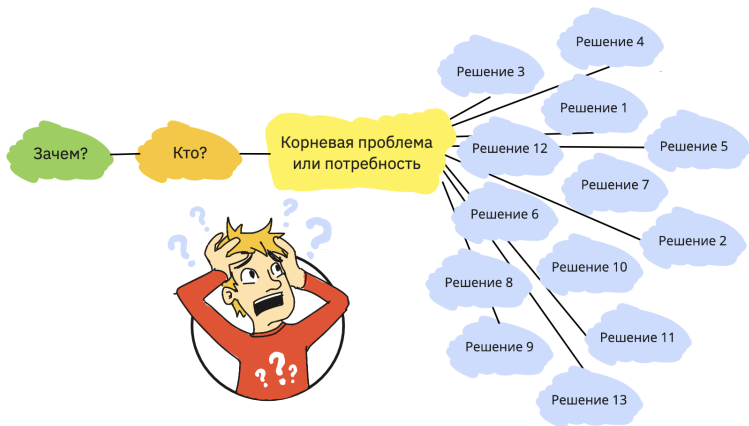 Зачем?
Кто?
Корневая проблема
или потребность
Решение 4
Решение 3
Решение 1
Решение 12
Решение 5
Решение 7
Решение 6
Решение 2
Решение 10
Решение 8
Решение 11
Решение 9
Решение 13
? ? ? ?
? ? ?